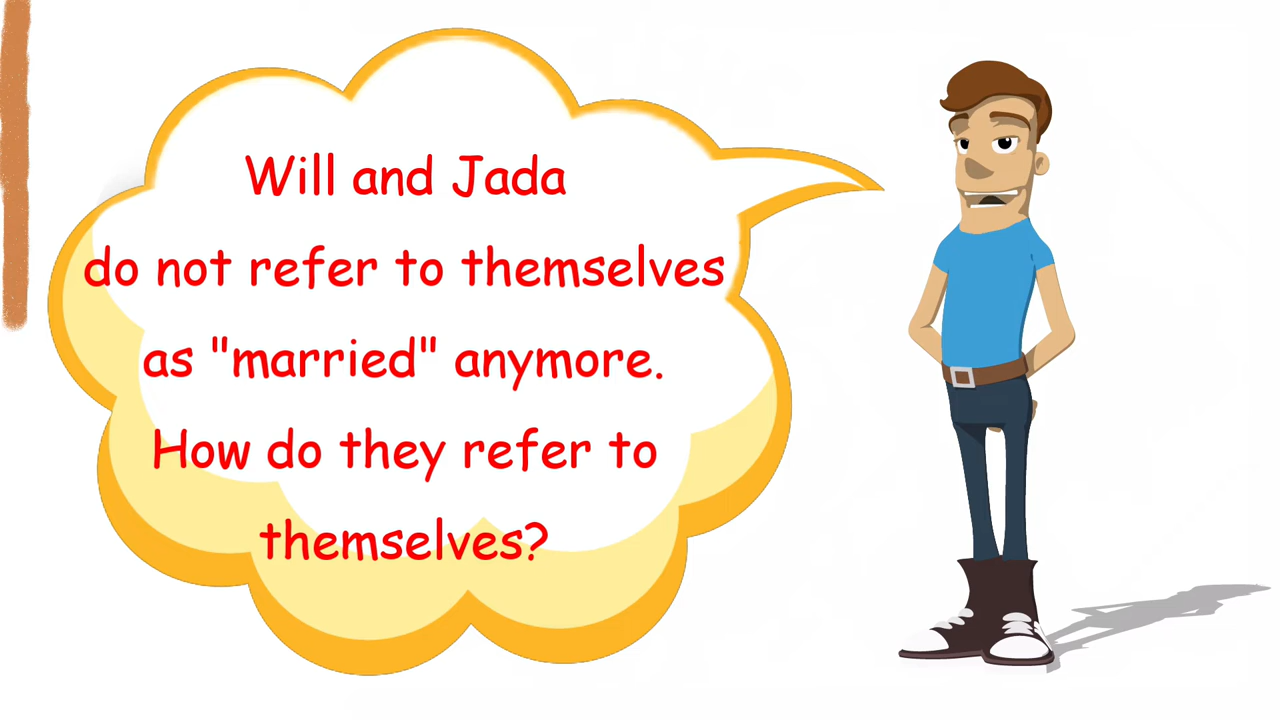 Will and Jada
do not refer to themselves
as "married" anymore.
How do they refer to
themselves?